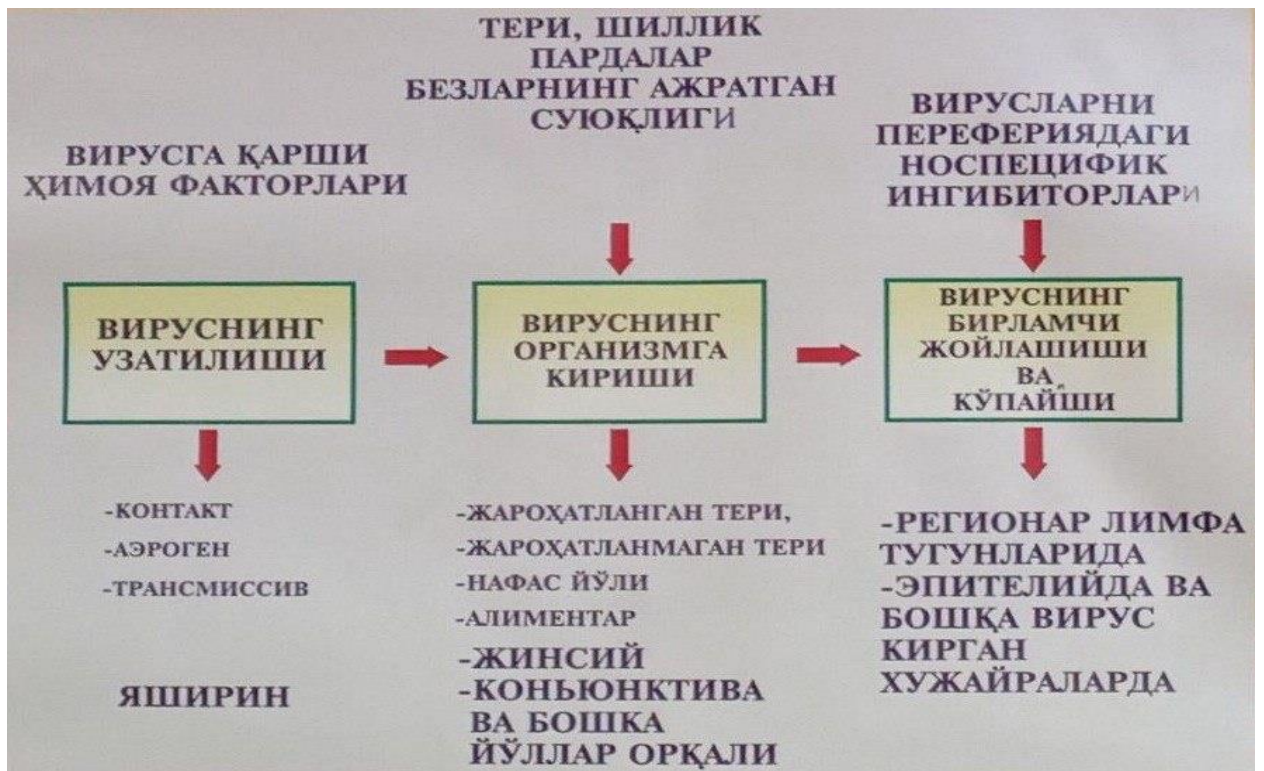 ТЕРИ, ШИЛЛИК
ПАРДАЛАР
БЕЗЛАРНИНГ АЖРАТГАН
СУЮҚЛИГИ
ВИРУСЛАРНИ
ПЕРЕФЕРИЯДАГИ
НОСПЕЦИФИК
ИНГИБИТОРЛАРИ
ВИРУСГА ҚАРШИ
ҲИМОЯ ФАКТОРЛАРИ
ВИРУСНИНГ
УЗАТИЛИШИ
ВИРУСНИНГ
ОРГАНИЗМГА
КИРИШИ
ВИРУСНИНГ
БИРЛАМЧИ
ЖОЙЛАШИШИ
ВА
КЎПАЙШИ
-КОНТАКТ
-АЭРОГЕН
-ТРАНСМИССИВ
ЯШИРИН
-ЖАРОҲАТЛАНГАН ТЕРИ,
-ЖАРОҲАТЛАНМАГАН ТЕРИ
-НАФАС ЙЎЛИ
-АЛИМЕНТАР
-ЖИНСИЙ
-КОНЬЮНКТИВА
ВА БОШКА
ЙЎЛЛАР ОРҚАЛИ
-РЕГИОНАР ЛИМФА
ТУГУНЛАРИДА
-ЭПИТЕЛИЙДА ВА
БОШҚА ВИРУС
КИРГАН
ХУЖАЙРАЛАРДА